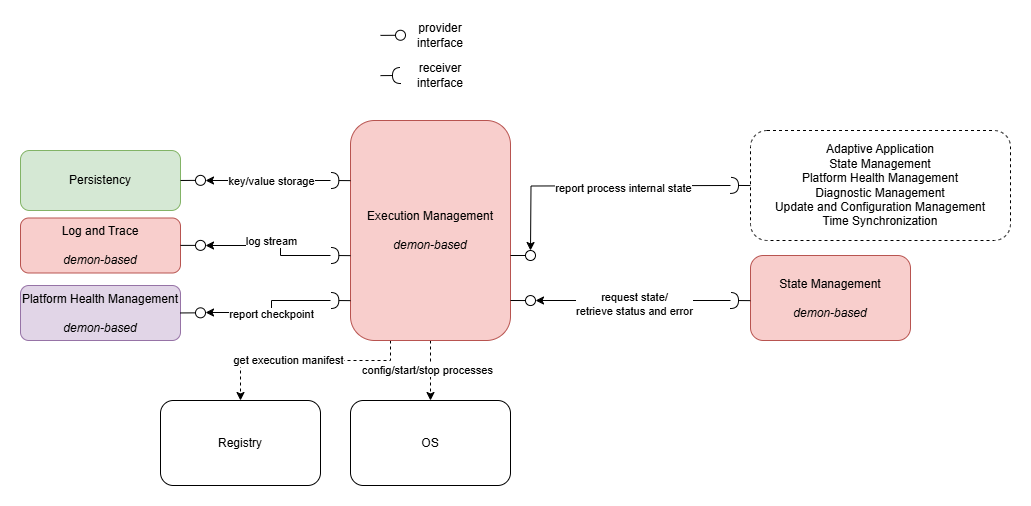 provider
interface
receiver
interface
Persistency
key/value storage
Log and Trace
demon-based
log stream
Platform Health Management
demon-based
report checkpoint
Execution Management
demon-based
report process internal state
Adaptive Application
State Management
Platform Health Management
Diagnostic Management
Update and Configuration Management
Time Synchronization
request state/
retrieve status and error
State Management
demon-based
get execution manifest
config/start/stop processes
Registry
OS